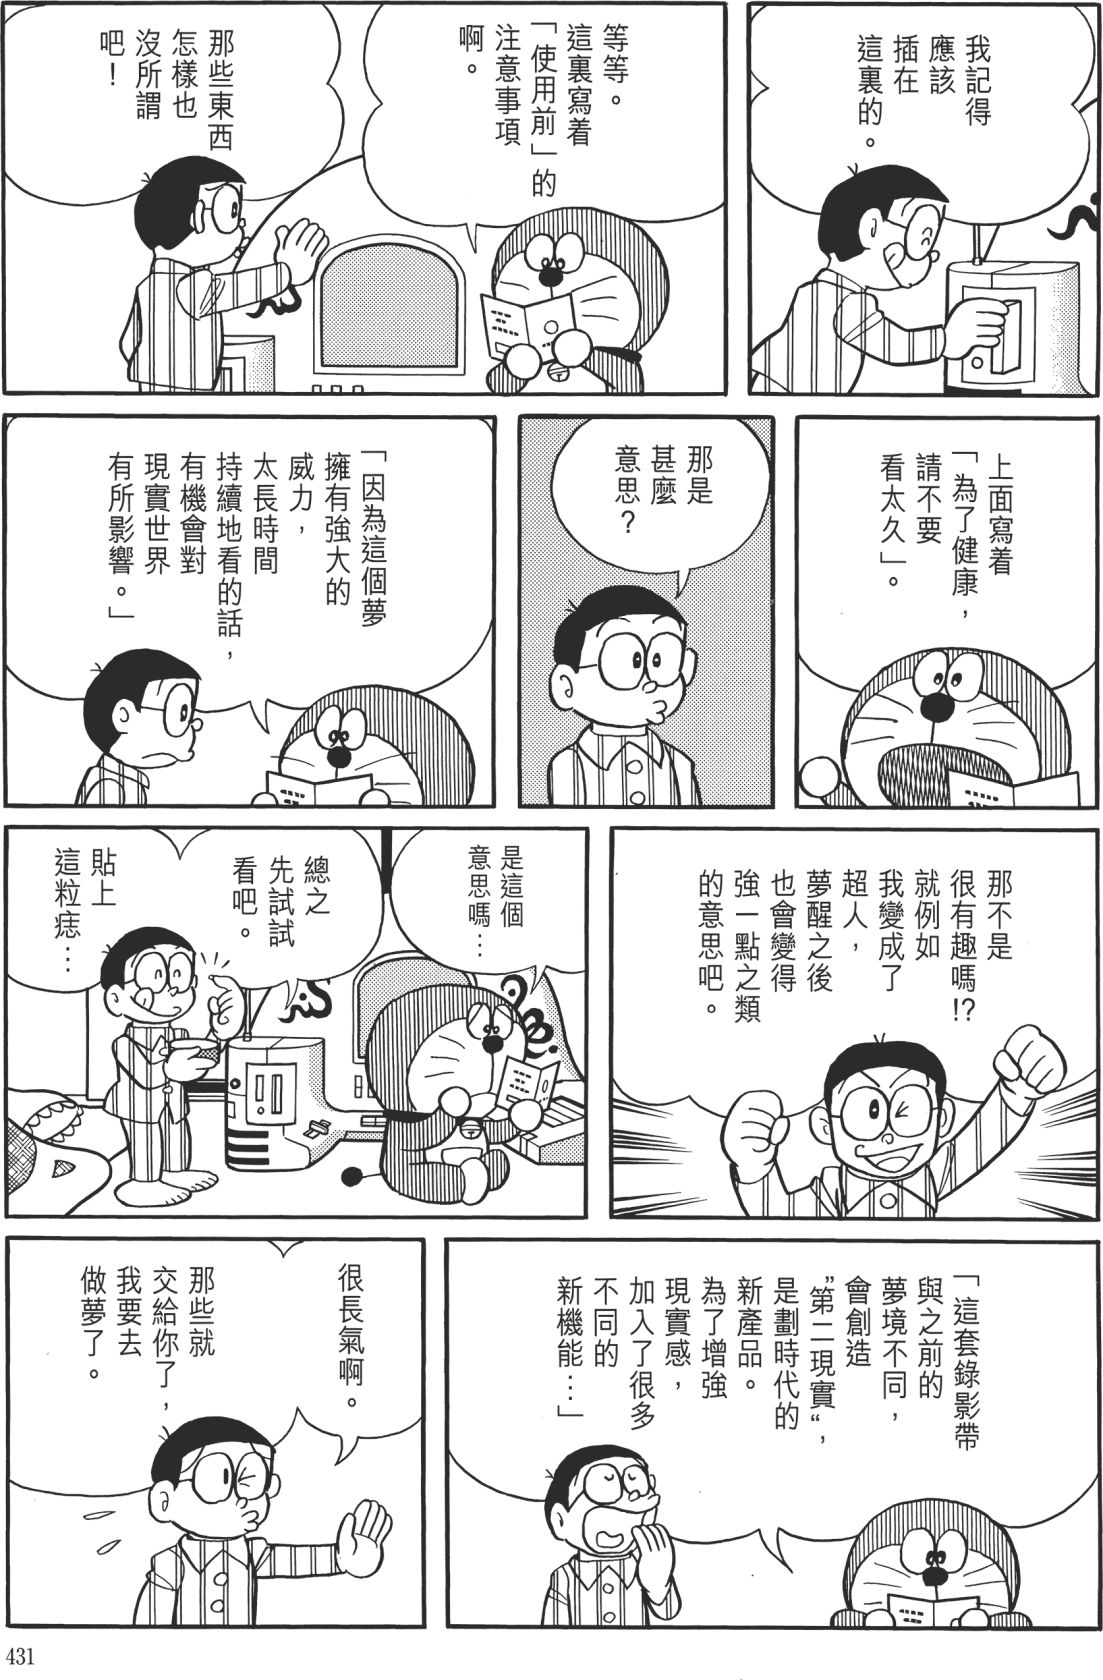 我記得
應該
插在
這裏的。
等等。
這裏寫着
「使用前」的
注意事項
啊。
那些東西
怎樣也
沒所謂
吧！
上面寫着
「為了健康，
請不要
看太久」。
那是
甚麼
意思？
「因為這個夢
擁有強大的
威力，
太長時間
持續地看的話，
有機會對
現實世界
有所影響。」
那不是
很有趣嗎!?
就例如
我變成了
超人，
夢醒之後
也會變得
強一點之類
的意思吧。
是這個
意思嗎…
總之
先試試
看吧。
貼上
這粒痣…
「這套錄影帶
與之前的
夢境不同，
會創造
”第二現實“，
是劃時代的
新產品。
為了增強
現實感，
加入了很多
不同的
新機能…」
很長氣啊。
那些就
交給你了，
我要去
做夢了。
431